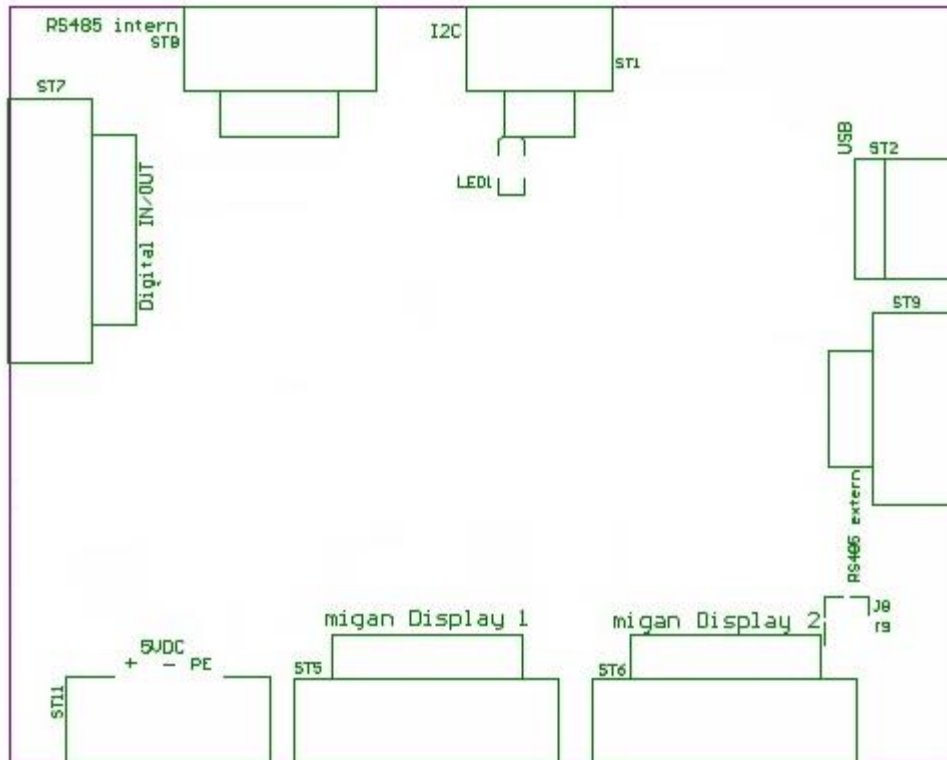 RS485 intern
ST8
I2C
ST1
ST7
LED1
Digital IN/OUT
USB
ST2
ST9
RS485 extern
J8
migan Display 1
migan Display 2
5VDC
+ - PE
ST11
ST5
ST6